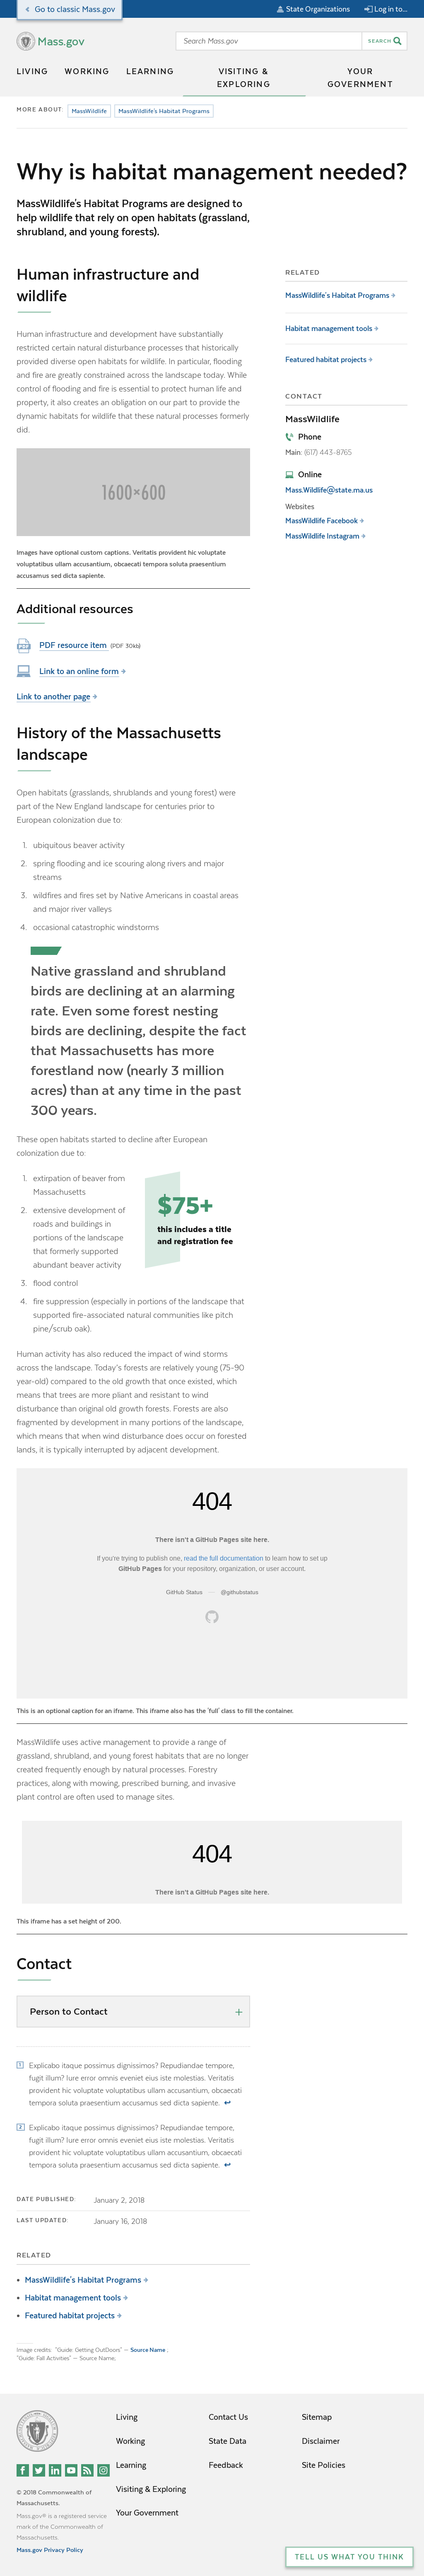 Go to classic Mass.gov
State Organizations
Log in to...
Mass.gov
Search Mass.gov
SEARCH
LIVING
WORKING
LEARNING
VISITING &
EXPLORING
YOUR
GOVERNMENT
MORE ABOUT:
MassWildlife
MassWildlife's Habitat Programs
Why is habitat management needed?
MassWildlife's Habitat Programs are designed to
help wildlife that rely on open habitats (grassland,
shrubland, and young forests).
Human infrastructure and
wildlife
Human infrastructure and development have substantially
restricted certain natural disturbance processes that historically
provided diverse open habitats for wildlife. In particular, flooding
and fire are greatly constrained across the landscape today. While
control of flooding and fire is essential to protect human life and
property, it also creates an obligation on our part to provide the
dynamic habitats for wildlife that these natural processes formerly
did.
1600×600
Images have optional custom captions. Veritatis provident hic voluptate
voluptatibus ullam accusantium, obcaecati tempora soluta praesentium
accusamus sed dicta sapiente.
Additional resources
PDF resource item (PDF 30kb)
Link to an online form
Link to another page
History of the Massachusetts
landscape
Open habitats (grasslands, shrublands and young forest) were
part of the New England landscape for centuries prior to
European colonization due to:
1. ubiquitous beaver activity
2. spring flooding and ice scouring along rivers and major
streams
3. wildfires and fires set by Native Americans in coastal areas
and major river valleys
4. occasional catastrophic windstorms
Native grassland and shrubland
birds are declining at an alarming
rate. Even some forest nesting
birds are declining, despite the fact
that Massachusetts has more
forestland now (nearly 3 million
acres) than at any time in the past
300 years.
These open habitats started to decline after European
colonization due to:
1. extirpation of beaver from
Massachusetts
2. extensive development of
roads and buildings in
portions of the landscape
that formerly supported
abundant beaver activity
3. flood control
4. fire suppression (especially in portions of the landscape that
supported fire-associated natural communities like pitch
pine/scrub oak).
$75+
this includes a title
and registration fee
Human activity has also reduced the impact of wind storms
across the landscape. Today's forests are relatively young (75-90
year-old) compared to the old growth that once existed, which
means that trees are more pliant and resistant to wind
disturbance than original old growth forests. Forests are also
fragmented by development in many portions of the landscape,
which means that when wind disturbance does occur on forested
lands, it is typically interrupted by adjacent development.
404
There isn't a GitHub Pages site here.
If you're trying to publish one, read the full documentation to learn how to set up
GitHub Pages for your repository, organization, or user account.
GitHub Status — @githubstatus
This is an optional caption for an iframe. This iframe also has the 'full' class to fill the container.
MassWildlife uses active management to provide a range of
grassland, shrubland, and young forest habitats that are no longer
created frequently enough by natural processes. Forestry
practices, along with mowing, prescribed burning, and invasive
plant control are often used to manage sites.
404
There isn't a GitHub Pages site here.
This iframe has a set height of 200.
Contact
Person to Contact
1 Explicabo itaque possimus dignissimos? Repudiandae tempore,
fugit illum? Iure error omnis eveniet eius iste molestias. Veritatis
provident hic voluptate voluptatibus ullam accusantium, obcaecati
tempora soluta praesentium accusamus sed dicta sapiente. ↩
2 Explicabo itaque possimus dignissimos? Repudiandae tempore,
fugit illum? Iure error omnis eveniet eius iste molestias. Veritatis
provident hic voluptate voluptatibus ullam accusantium, obcaecati
tempora soluta praesentium accusamus sed dicta sapiente. ↩
DATE PUBLISHED: January 2, 2018
LAST UPDATED: January 16, 2018
RELATED
MassWildlife's Habitat Programs
Habitat management tools
Featured habitat projects
Image credits: "Guide: Getting OutDoors" — Source Name ;
"Guide: Fall Activities" — Source Name;
RELATED
MassWildlife's Habitat Programs
Habitat management tools
Featured habitat projects
CONTACT
MassWildlife
Phone
Main: (617) 443-8765
Online
Mass.Wildlife@state.ma.us
Websites
MassWildlife Facebook
MassWildlife Instagram
Living
Working
Learning
Visiting & Exploring
Your Government
Contact Us
State Data
Feedback
Sitemap
Disclaimer
Site Policies
© 2018 Commonwealth of
Massachusetts.
Mass.gov® is a registered service
mark of the Commonwealth of
Massachusetts.
Mass.gov Privacy Policy
TELL US WHAT YOU THINK